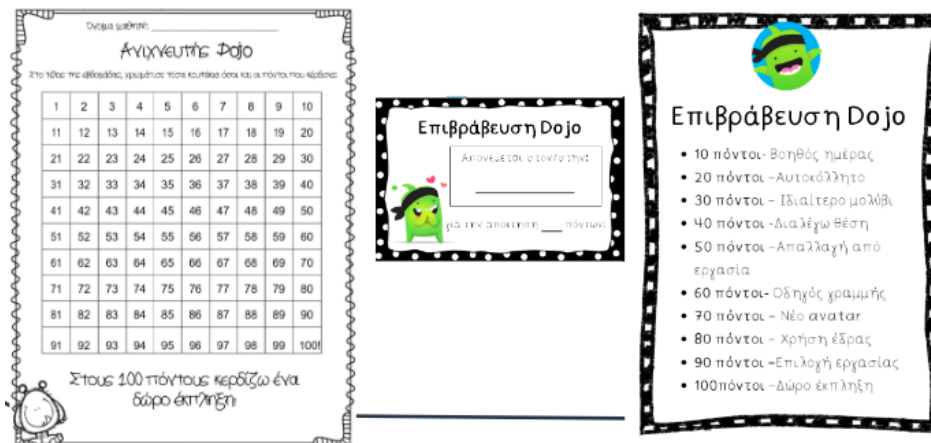 Όνομα μαθητή:
Ανιχνευτής Dojo
Στο τέλος της εβδομάδας, χρωμάτισε τόσα κουτάκια όσοι και οι πόντοι που κέρδισες
1 2 3 4 5 6 7 8 9 10
11 12 13 14 15 16 17 18 19 20
21 22 23 24 25 26 27 28 29 30
31 32 33 34 35 36 37 38 39 40
41 42 43 44 45 46 47 48 49 50
51 52 53 54 55 56 57 58 59 60
61 62 63 64 65 66 67 68 69 70
71 72 73 74 75 76 77 78 79 80
81 82 83 84 85 86 87 88 89 90
91 92 93 94 95 96 97 98 99 100!
Στους 100 πόντους κερδίζω ένα
δώρο έκπληξη!
Επιβράβευση Dojo
Απονέμεται στον/στην:
για την απόκτηση ___ πόντων!
Επιβράβευση Dojo
• 10 πόντοι- Βοηθός ημέρας
• 20 πόντοι -Αυτοκόλλητο
• 30 πόντοι - Ιδιαίτερο μολύβι
• 40 πόντοι -Διαλέγω θέση
• 50 πόντοι -Απαλλαγή από
εργασία
• 60 πόντοι- Οδηγός γραμμής
• 70 πόντοι - Νέο avatar
• 80 πόντοι - Χρήση έδρας
• 90 πόντοι -Επιλογή εργασίας
• 100πόντοι -Δώρο έκπληξη